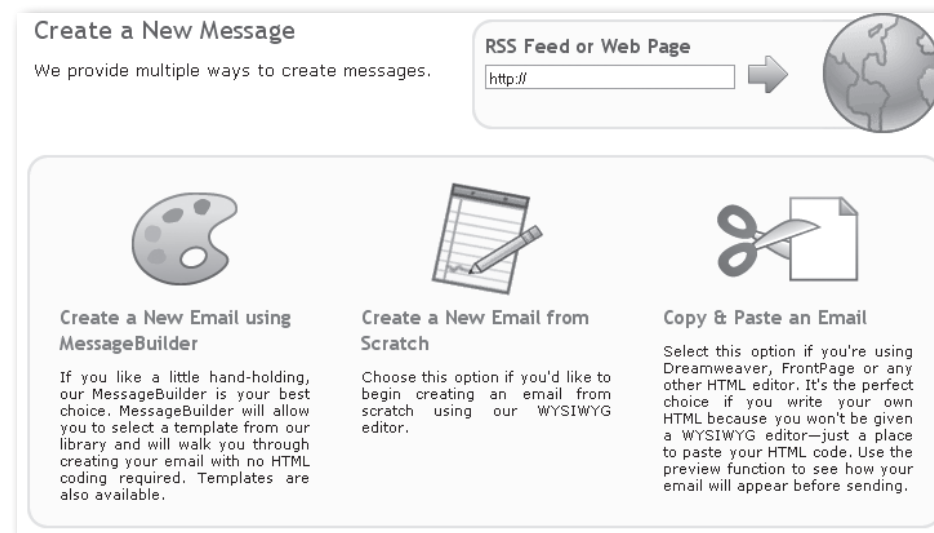 Create a New Message
We provide multiple ways to create messages.
RSS Feed or Web Page
http://
Create a New Email using
MessageBuilder
If you like a little hand-holding,
our MessageBuilder is your best
choice. MessageBuilder will allow
you to select a template from our
library and will walk you through
creating your email with no HTML
coding required. Templates are
also available.
Create a New Email from
Scratch
Choose this option if you'd like to
begin creating an email from
scratch using our WYSIWYG
editor.
Copy & Paste an Email
Select this option if you're using
Dreamweaver, FrontPage or any
other HTML editor. It's the perfect
choice if you write your own
HTML because you won't be given
a WYSIWYG editor—just a place
to paste your HTML code. Use the
preview function to see how your
email will appear before sending.